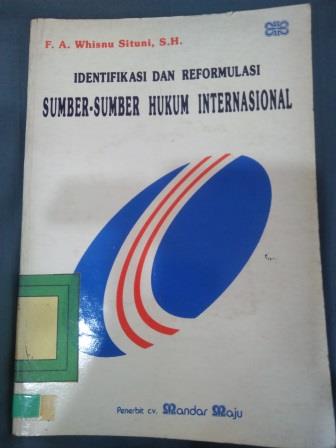 F. A. Whisnu Situni, S.H.
IDENTIFIKASI DAN REFORMULASI
SUMBER-SUMBER HUKUM INTERNASIONAL
Penerbit cv. Mandar Maju